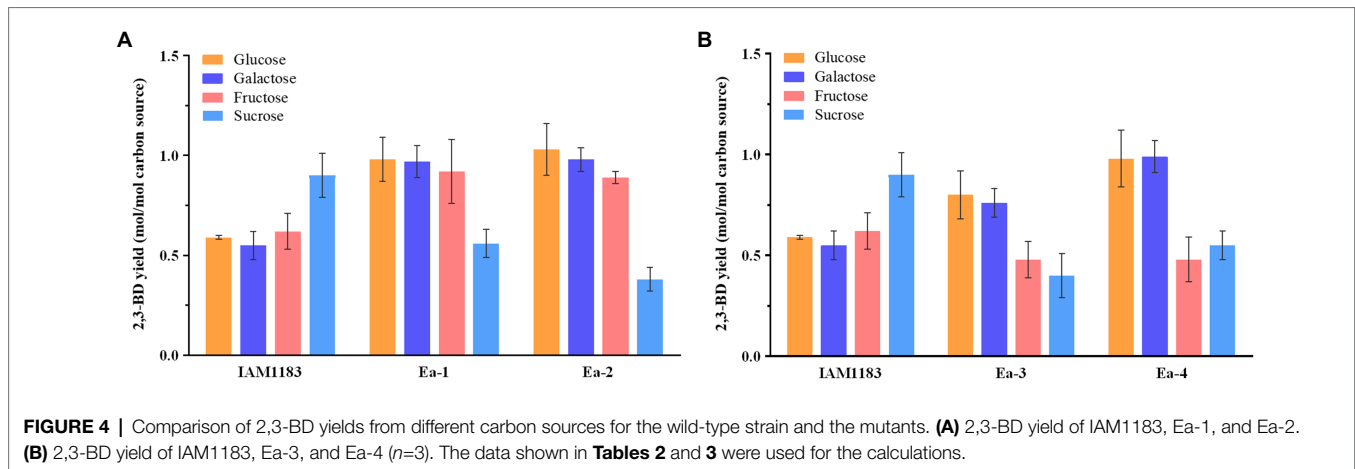 A
1.5
1.0
0.5
0.0
2,3-BD yield (mol/mol carbon source)
Glucose
Galactose
Fructose
Sucrose
IAM1183
Ea-1
Ea-2
B
1.5
1.0
0.5
0.0
2,3-BD yield (mol/mol carbon source)
Glucose
Galactose
Fructose
Sucrose
IAM1183
Ea-3
Ea-4
FIGURE 4 | Comparison of 2,3-BD yields from different carbon sources for the wild-type strain and the mutants. (A) 2,3-BD yield of IAM1183, Ea-1, and Ea-2.
(B) 2,3-BD yield of IAM1183, Ea-3, and Ea-4 (n=3). The data shown in Tables 2 and 3 were used for the calculations.